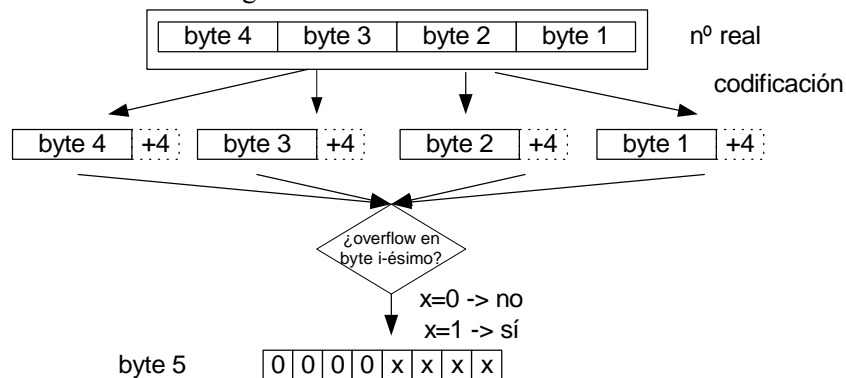 byte 4 byte 3 byte 2 byte 1 nº real
codificación
byte 4 +4 byte 3 +4 byte 2 +4 byte 1 +4
¿overflow en
byte i-ésimo?
x=0 -> no
x=1 -> sí
byte 5 0 0 0 0 x x x x